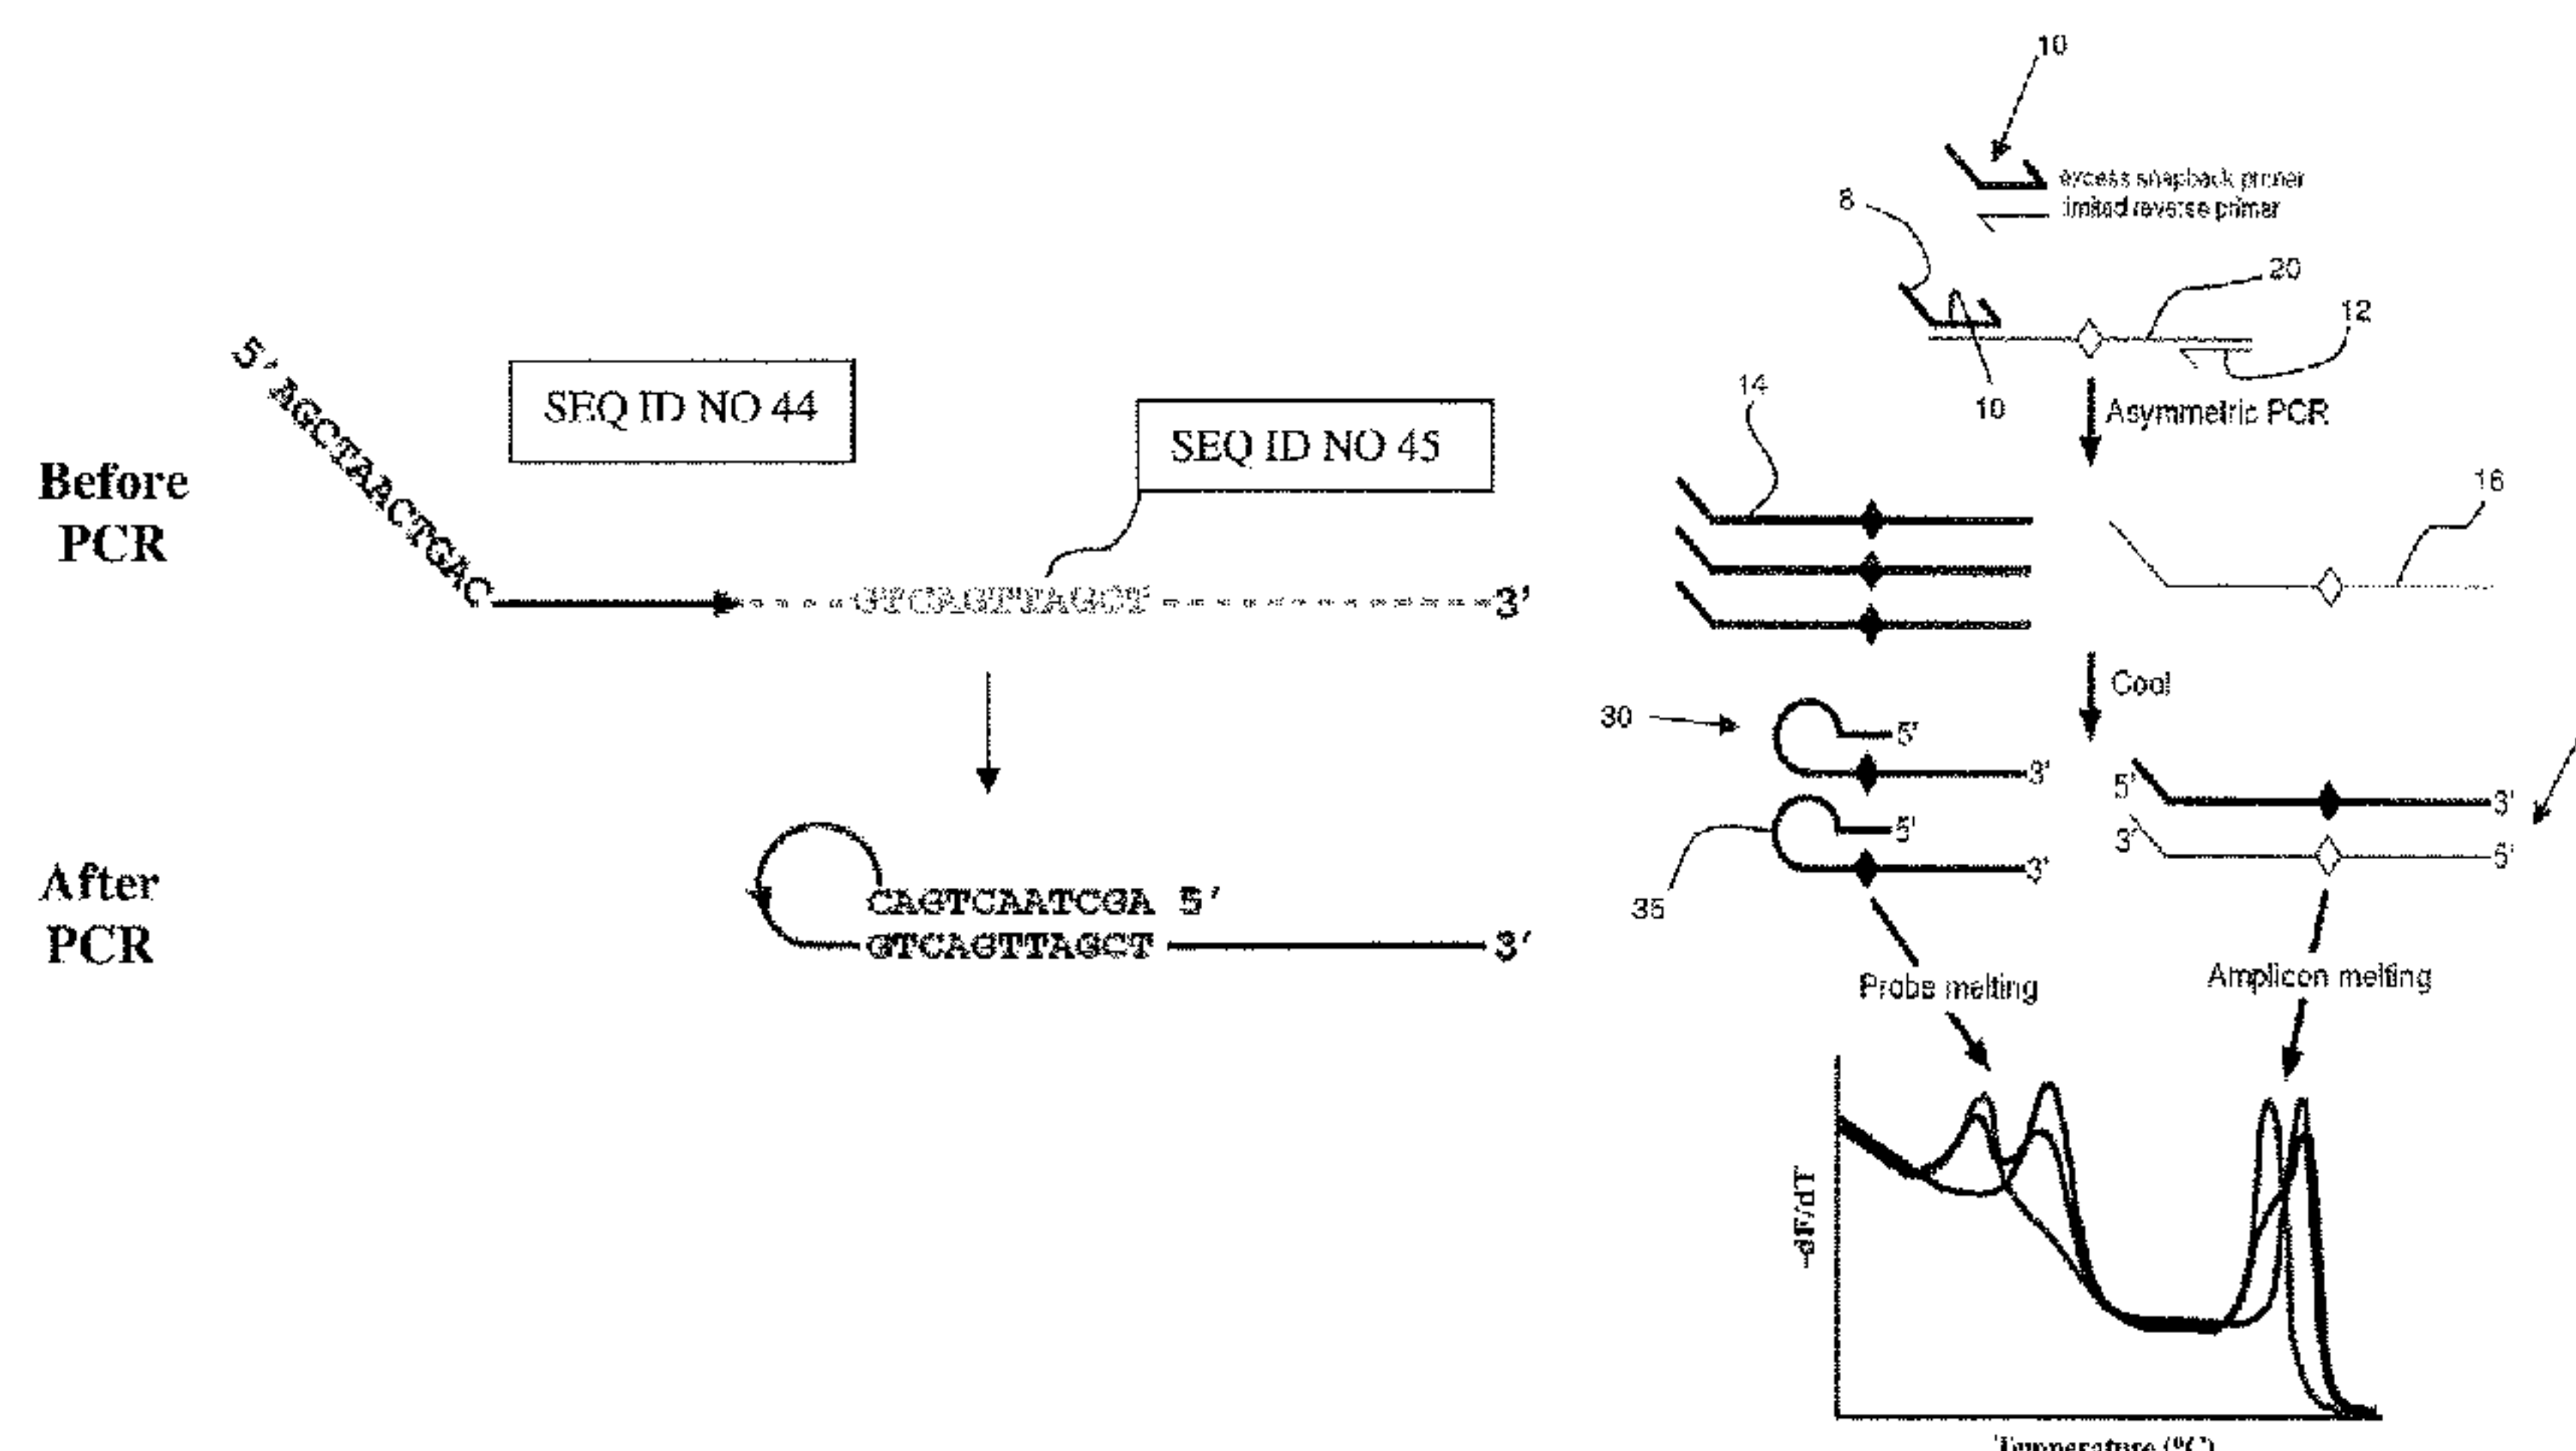 Before
PCR
5' AGCTAACTGAC
SEQ ID NO 44
SEQ ID NO 45
GTCAGTTAGCT
3'
After
PCR
CAGTCAATCGA 5'
GTCAGTTAGCT
3'
10
excess snapback primer
limited reverse primer
8
20
12
10
Asymmetric PCR
14
16
Cool
30
5'
3'
5'
3'
35
5'
3'
3'
5'
Probe melting
Amplicon melting
-dF/dT
Temperature (°C)